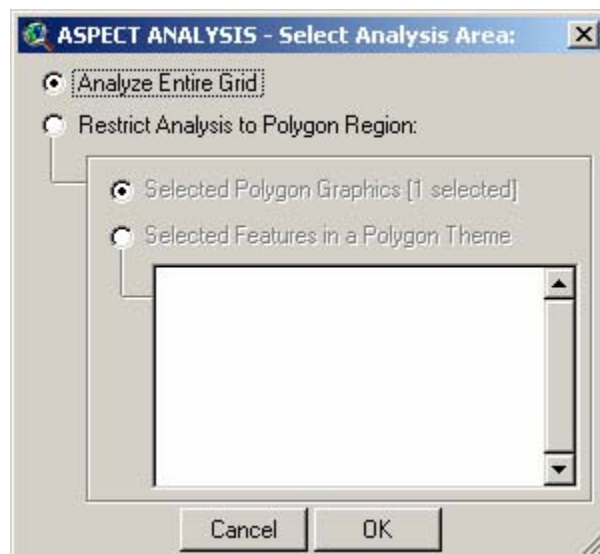 ASPECT ANALYSIS - Select Analysis Area:
Analyze Entire Grid
Restrict Analysis to Polygon Region:
Selected Polygon Graphics [1 selected]
Selected Features in a Polygon Theme
Cancel OK